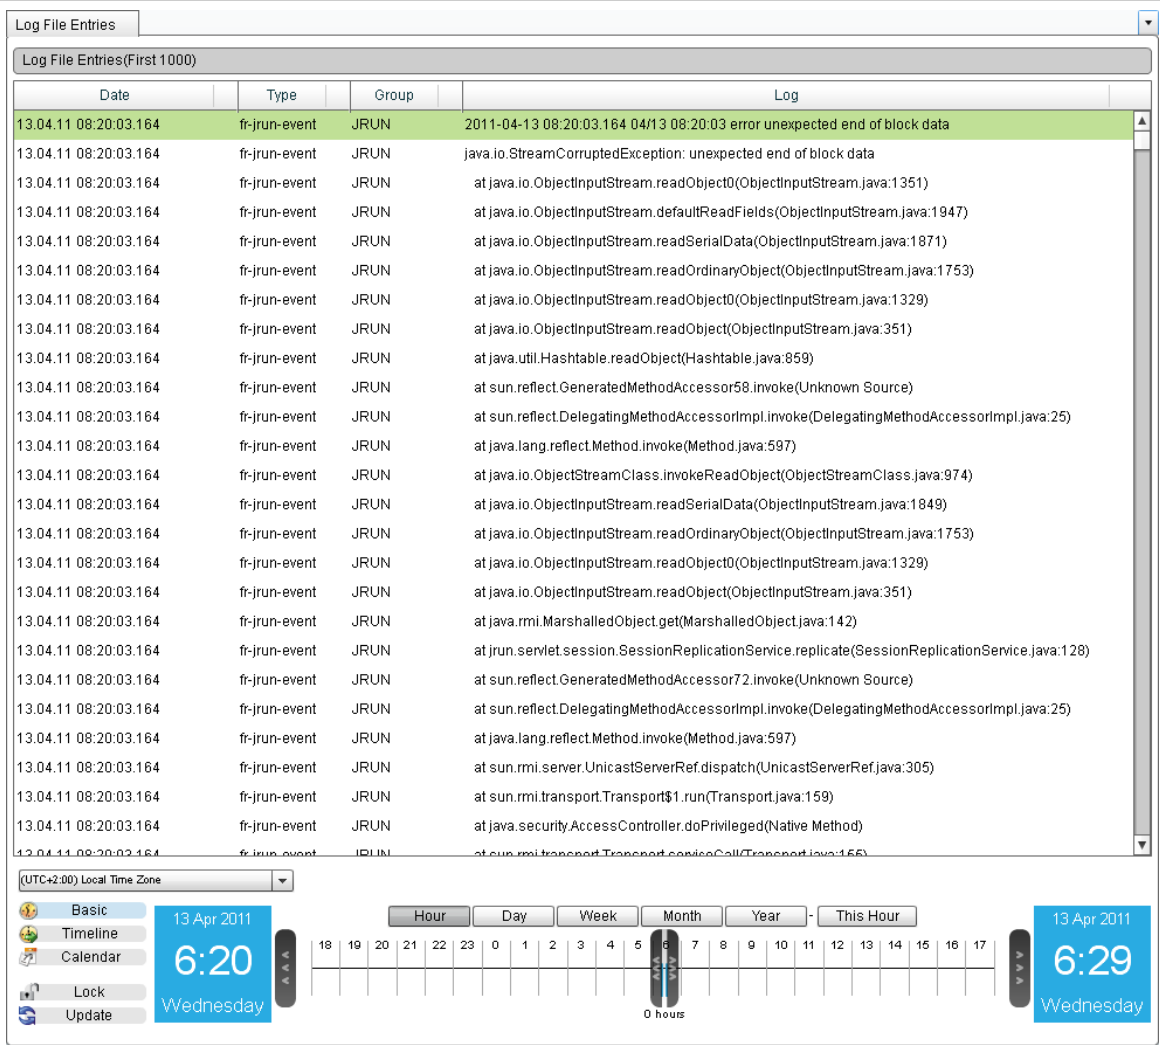 Log File Entries
Log File Entries(First 1000)
Date Type Group Log
13.04.11 08:20:03.164 fr-jrun-event JRUN 2011-04-13 08:20:03.164 04/13 08:20:03 error unexpected end of block data
13.04.11 08:20:03.164 fr-jrun-event JRUN java.io.StreamCorruptedException: unexpected end of block data
13.04.11 08:20:03.164 fr-jrun-event JRUN at java.io.ObjectInputStream.readObject0(ObjectInputStream.java:1351)
13.04.11 08:20:03.164 fr-jrun-event JRUN at java.io.ObjectInputStream.defaultReadFields(ObjectInputStream.java:1947)
13.04.11 08:20:03.164 fr-jrun-event JRUN at java.io.ObjectInputStream.readSerialData(ObjectInputStream.java:1871)
13.04.11 08:20:03.164 fr-jrun-event JRUN at java.io.ObjectInputStream.readOrdinaryObject(ObjectInputStream.java:1753)
13.04.11 08:20:03.164 fr-jrun-event JRUN at java.io.ObjectInputStream.readObject0(ObjectInputStream.java:1329)
13.04.11 08:20:03.164 fr-jrun-event JRUN at java.io.ObjectInputStream.readObject(ObjectInputStream.java:351)
13.04.11 08:20:03.164 fr-jrun-event JRUN at java.util.Hashtable.readObject(Hashtable.java:859)
13.04.11 08:20:03.164 fr-jrun-event JRUN at sun.reflect.GeneratedMethodAccessor58.invoke(Unknown Source)
13.04.11 08:20:03.164 fr-jrun-event JRUN at sun.reflect.DelegatingMethodAccessorImpl.invoke(DelegatingMethodAccessorImpl.java:25)
13.04.11 08:20:03.164 fr-jrun-event JRUN at java.lang.reflect.Method.invoke(Method.java:597)
13.04.11 08:20:03.164 fr-jrun-event JRUN at java.io.ObjectStreamClass.invokeReadObject(ObjectStreamClass.java:974)
13.04.11 08:20:03.164 fr-jrun-event JRUN at java.io.ObjectInputStream.readSerialData(ObjectInputStream.java:1849)
13.04.11 08:20:03.164 fr-jrun-event JRUN at java.io.ObjectInputStream.readOrdinaryObject(ObjectInputStream.java:1753)
13.04.11 08:20:03.164 fr-jrun-event JRUN at java.io.ObjectInputStream.readObject0(ObjectInputStream.java:1329)
13.04.11 08:20:03.164 fr-jrun-event JRUN at java.io.ObjectInputStream.readObject(ObjectInputStream.java:351)
13.04.11 08:20:03.164 fr-jrun-event JRUN at java.rmi.MarshalledObject.get(MarshalledObject.java:142)
13.04.11 08:20:03.164 fr-jrun-event JRUN at jrun.servlet.session.SessionReplicationService.replicate(SessionReplicationService.java:128)
13.04.11 08:20:03.164 fr-jrun-event JRUN at sun.reflect.GeneratedMethodAccessor72.invoke(Unknown Source)
13.04.11 08:20:03.164 fr-jrun-event JRUN at sun.reflect.DelegatingMethodAccessorImpl.invoke(DelegatingMethodAccessorImpl.java:25)
13.04.11 08:20:03.164 fr-jrun-event JRUN at java.lang.reflect.Method.invoke(Method.java:597)
13.04.11 08:20:03.164 fr-jrun-event JRUN at sun.rmi.server.UnicastServerRef.dispatch(UnicastServerRef.java:305)
13.04.11 08:20:03.164 fr-jrun-event JRUN at sun.rmi.transport.Transport$1.run(Transport.java:159)
13.04.11 08:20:03.164 fr-jrun-event JRUN at java.security.AccessController.doPrivileged(Native Method)
13.04.11 08:20:03.164 fr-jrun-event JRUN at sun.rmi.transport.Transport.serviceCall(Transport.java:155)
(UTC+2:00) Local Time Zone
Basic
Timeline
Calendar
Lock
Update
13 Apr 2011
6:20
Wednesday
Hour Day Week Month Year - This Hour
18 19 20 21 22 23 0 1 2 3 4 5 6 7 8 9 10 11 12 13 14 15 16 17
0 hours
13 Apr 2011
6:29
Wednesday